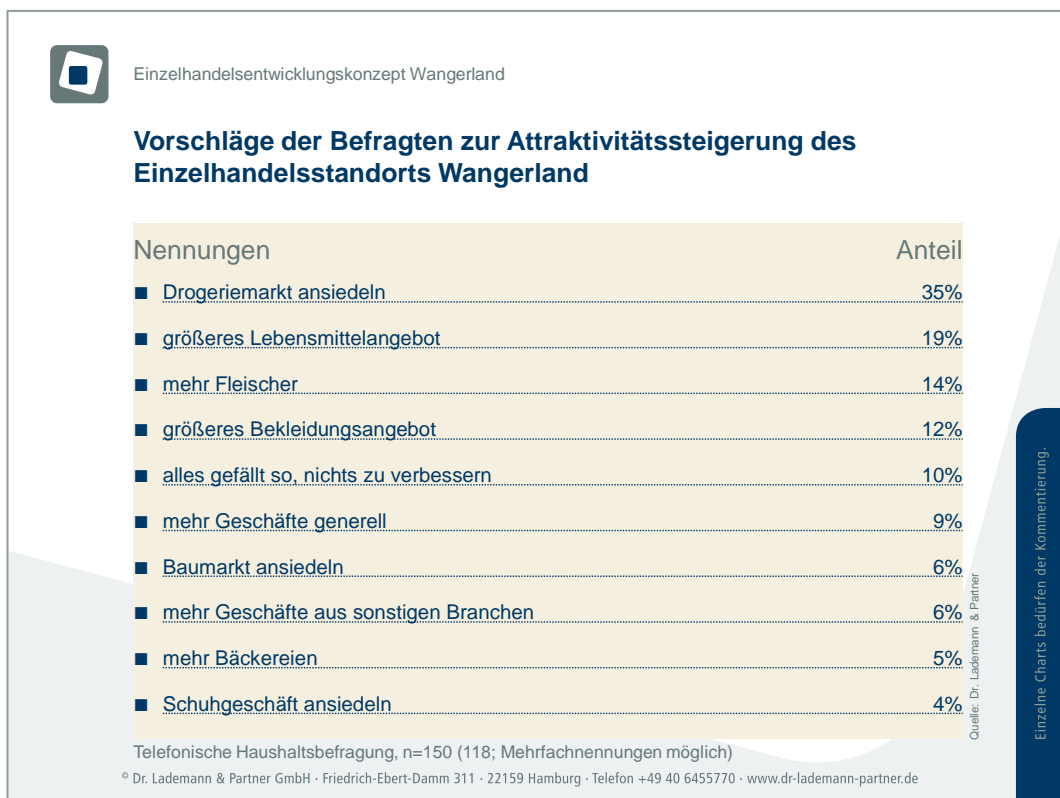 Einzelhandelsentwicklungskonzept Wangerland
Vorschläge der Befragten zur Attraktivitätssteigerung des
Einzelhandelsstandorts Wangerland
Nennungen Anteil
■ Drogeriemarkt ansiedeln 35%
■ größeres Lebensmittelangebot 19%
■ mehr Fleischer 14%
■ größeres Bekleidungsangebot 12%
■ alles gefällt so, nichts zu verbessern 10%
■ mehr Geschäfte generell 9%
■ Baumarkt ansiedeln 6%
■ mehr Geschäfte aus sonstigen Branchen 6%
■ mehr Bäckereien 5%
■ Schuhgeschäft ansiedeln 4%
Telefonische Haushaltsbefragung, n=150 (118; Mehrfachnennungen möglich)
© Dr. Lademann & Partner GmbH · Friedrich-Ebert-Damm 311 · 22159 Hamburg · Telefon +49 40 6455770 · www.dr-lademann-partner.de
Quelle: Dr. Lademann & Partner
Einzelne Charts bedürfen der Kommentierung.